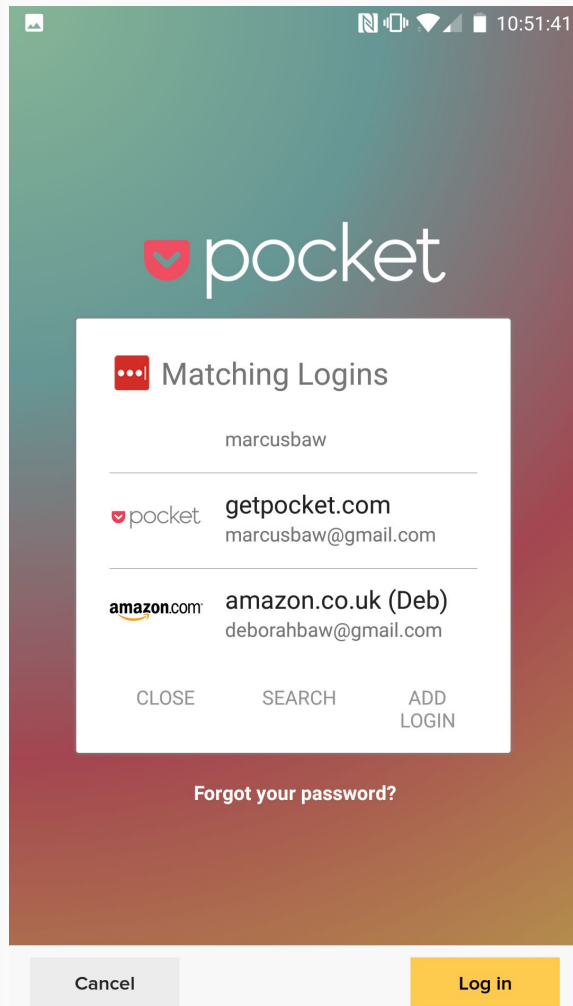 10:51:41
pocket
Matching Logins
marcusbaw
pocket
getpocket.com
marcusbaw@gmail.com
amazon.com
amazon.co.uk (Deb)
deborahbaw@gmail.com
CLOSE SEARCH ADD
LOGIN
Forgot your password?
Cancel Log in